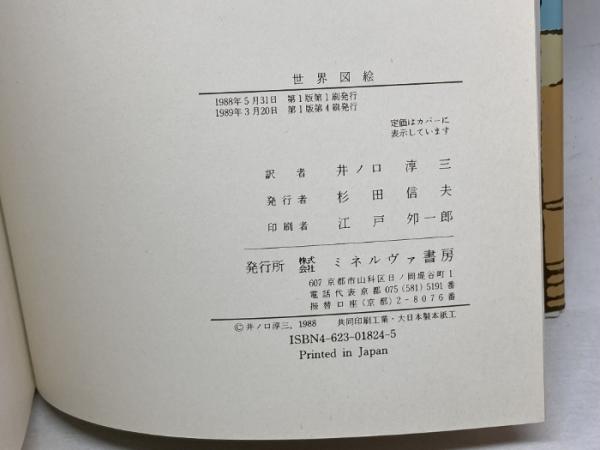 世界図絵
1988年5月31日　第1版第1刷発行
1989年3月20日　第1版第4刷発行
定価はカバーに
表示しています
訳者　井ノ口淳三
発行者　杉田信夫
印刷者　江戸夘一郎
発行所　株式会社　ミネルヴァ書房
607 京都市山科区日ノ岡堤谷町1
電話代表京都 075 (581) 5191番
振替口座（京都）2－8076番
©井ノ口淳三, 1988　共同印刷工業・大日本製本紙工
ISBN4-623-01824-5
Printed in Japan